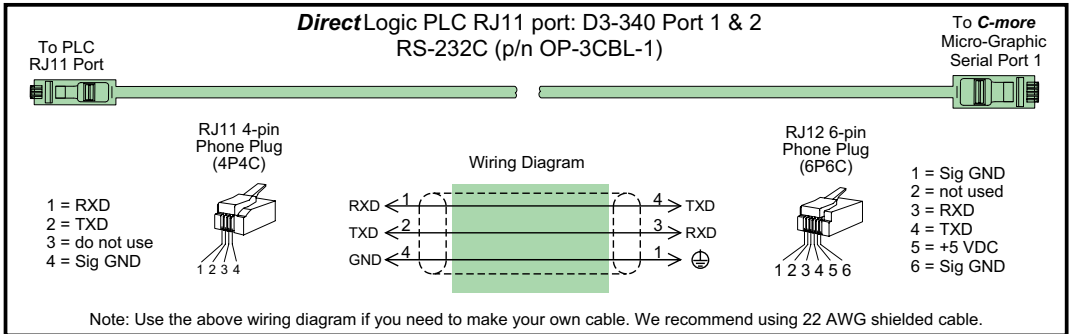 DirectLogic PLC RJ11 port: D3-340 Port 1 & 2
RS-232C (p/n OP-3CBL-1)
To PLC
RJ11 Port
To C-more
Micro-Graphic
Serial Port 1
RJ11 4-pin
Phone Plug
(4P4C)
1 = RXD
2 = TXD
3 = do not use
4 = Sig GND
1 2 3 4
Wiring Diagram
RXD 1 4 TXD
TXD 2 3 RXD
GND 4 1
RJ12 6-pin
Phone Plug
(6P6C)
1 2 3 4 5 6
1 = Sig GND
2 = not used
3 = RXD
4 = TXD
5 = +5 VDC
6 = Sig GND
Note: Use the above wiring diagram if you need to make your own cable. We recommend using 22 AWG shielded cable.